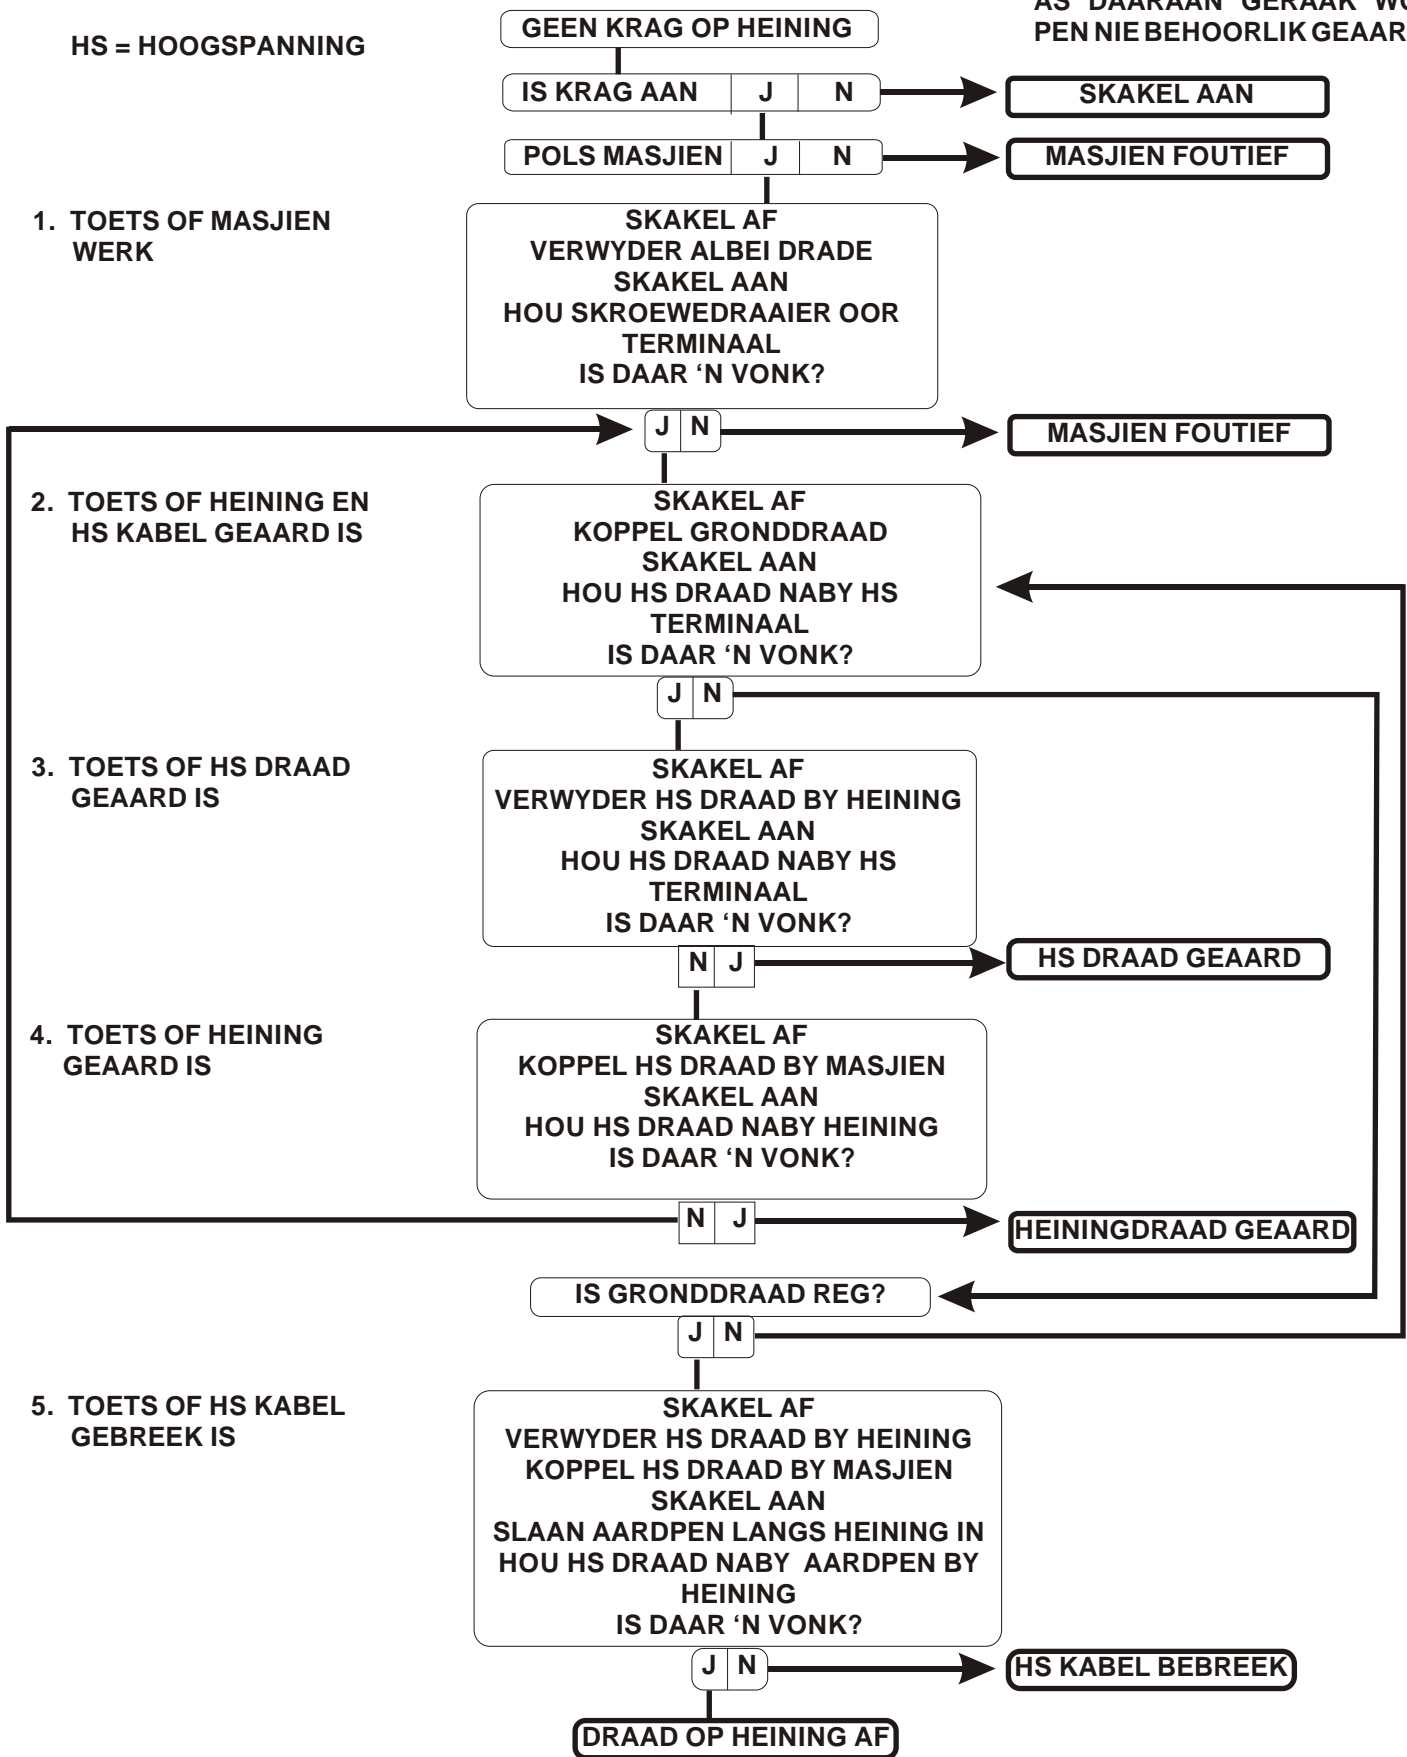 AS DAARAAN GERAAK
GEEN KRAG OP HEINING
HS = HOOGSPANNING
PEN NIE BEHOORLIK
IS KRAG AAN J N
SKAKEL AAN
POLS MASJIEN J N
MASJIEN FOUTIEF
1. TOETS OF MASJIEN
WERK
SKAKEL AF
VERWYDER ALBEI DRADE
SKAKEL AAN
HOU SKROEWEDRAAIER OOR
TERMINAAL
IS DAAR ‘N VONK?
J N
MASJIEN FOUTIEF
2. TOETS OF HEINING EN
HS KABEL GEAARD IS
SKAKEL AF
KOPPEL GRONDDRAAD
SKAKEL AAN
HOU HS DRAAD NABY HS
TERMINAAL
IS DAAR ‘N VONK?
J N
3. TOETS OF HS DRAAD
GEAARD IS
SKAKEL AF
VERWYDER HS DRAAD BY HEINING
SKAKEL AAN
HOU HS DRAAD NABY HS
TERMINAAL
IS DAAR ‘N VONK?
N J
HS DRAAD GEAARD
4. TOETS OF HEINING
GEAARD IS
SKAKEL AF
KOPPEL HS DRAAD BY MASJIEN
SKAKEL AAN
HOU HS DRAAD NABY HEINING
IS DAAR ‘N VONK?
N J
HEININGDRAAD GEAARD
IS GRONDDRAAD REG?
J N
5. TOETS OF HS KABEL
GEBREEK IS
SKAKEL AF
VERWYDER HS DRAAD BY HEINING
KOPPEL HS DRAAD BY MASJIEN
SKAKEL AAN
SLAAN AARDPEN LANGS HEINING IN
HOU HS DRAAD NABY AARDPEN BY
HEINING
IS DAAR ‘N VONK?
J N
HS KABEL BEBREEK
DRAAD OP HEINING AF